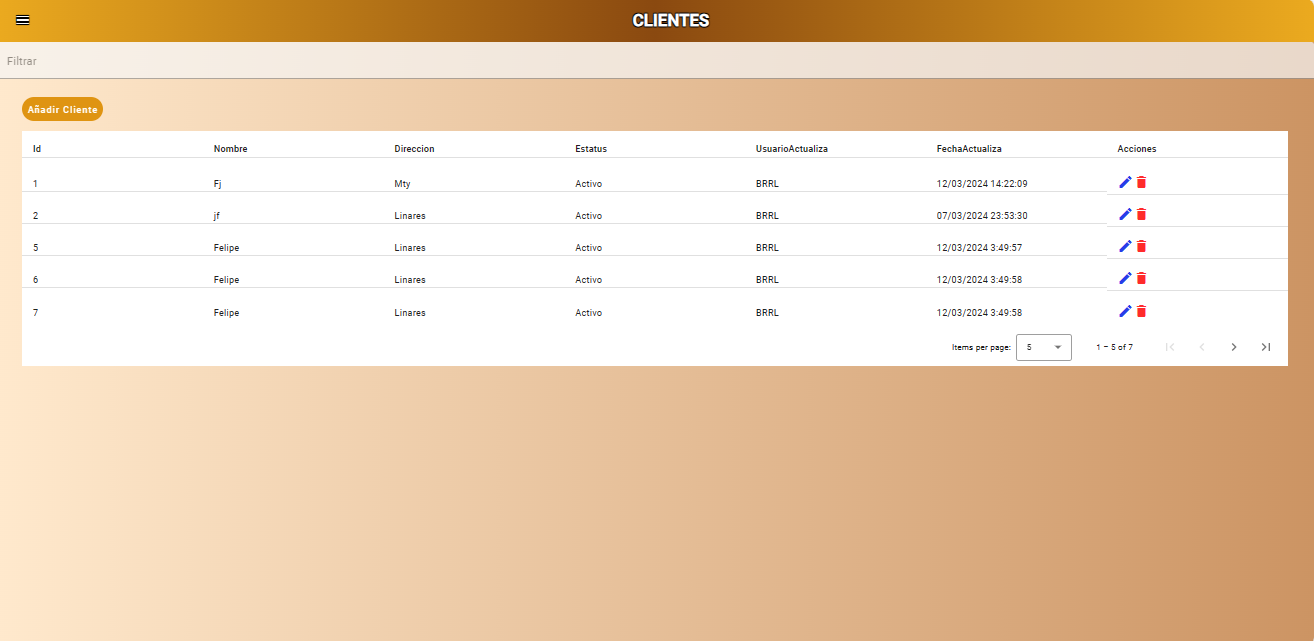 CLIENTES
Filtrar
Añadir Cliente
Id Nombre Direccion Estatus UsuarioActualiza FechaActualiza Acciones
1 Fj Mty Activo BRRL 12/03/2024 14:22:09
2 jf Linares Activo BRRL 07/03/2024 23:53:30
5 Felipe Linares Activo BRRL 12/03/2024 3:49:57
6 Felipe Linares Activo BRRL 12/03/2024 3:49:58
7 Felipe Linares Activo BRRL 12/03/2024 3:49:58
Items per page: 5 1 – 5 of 7